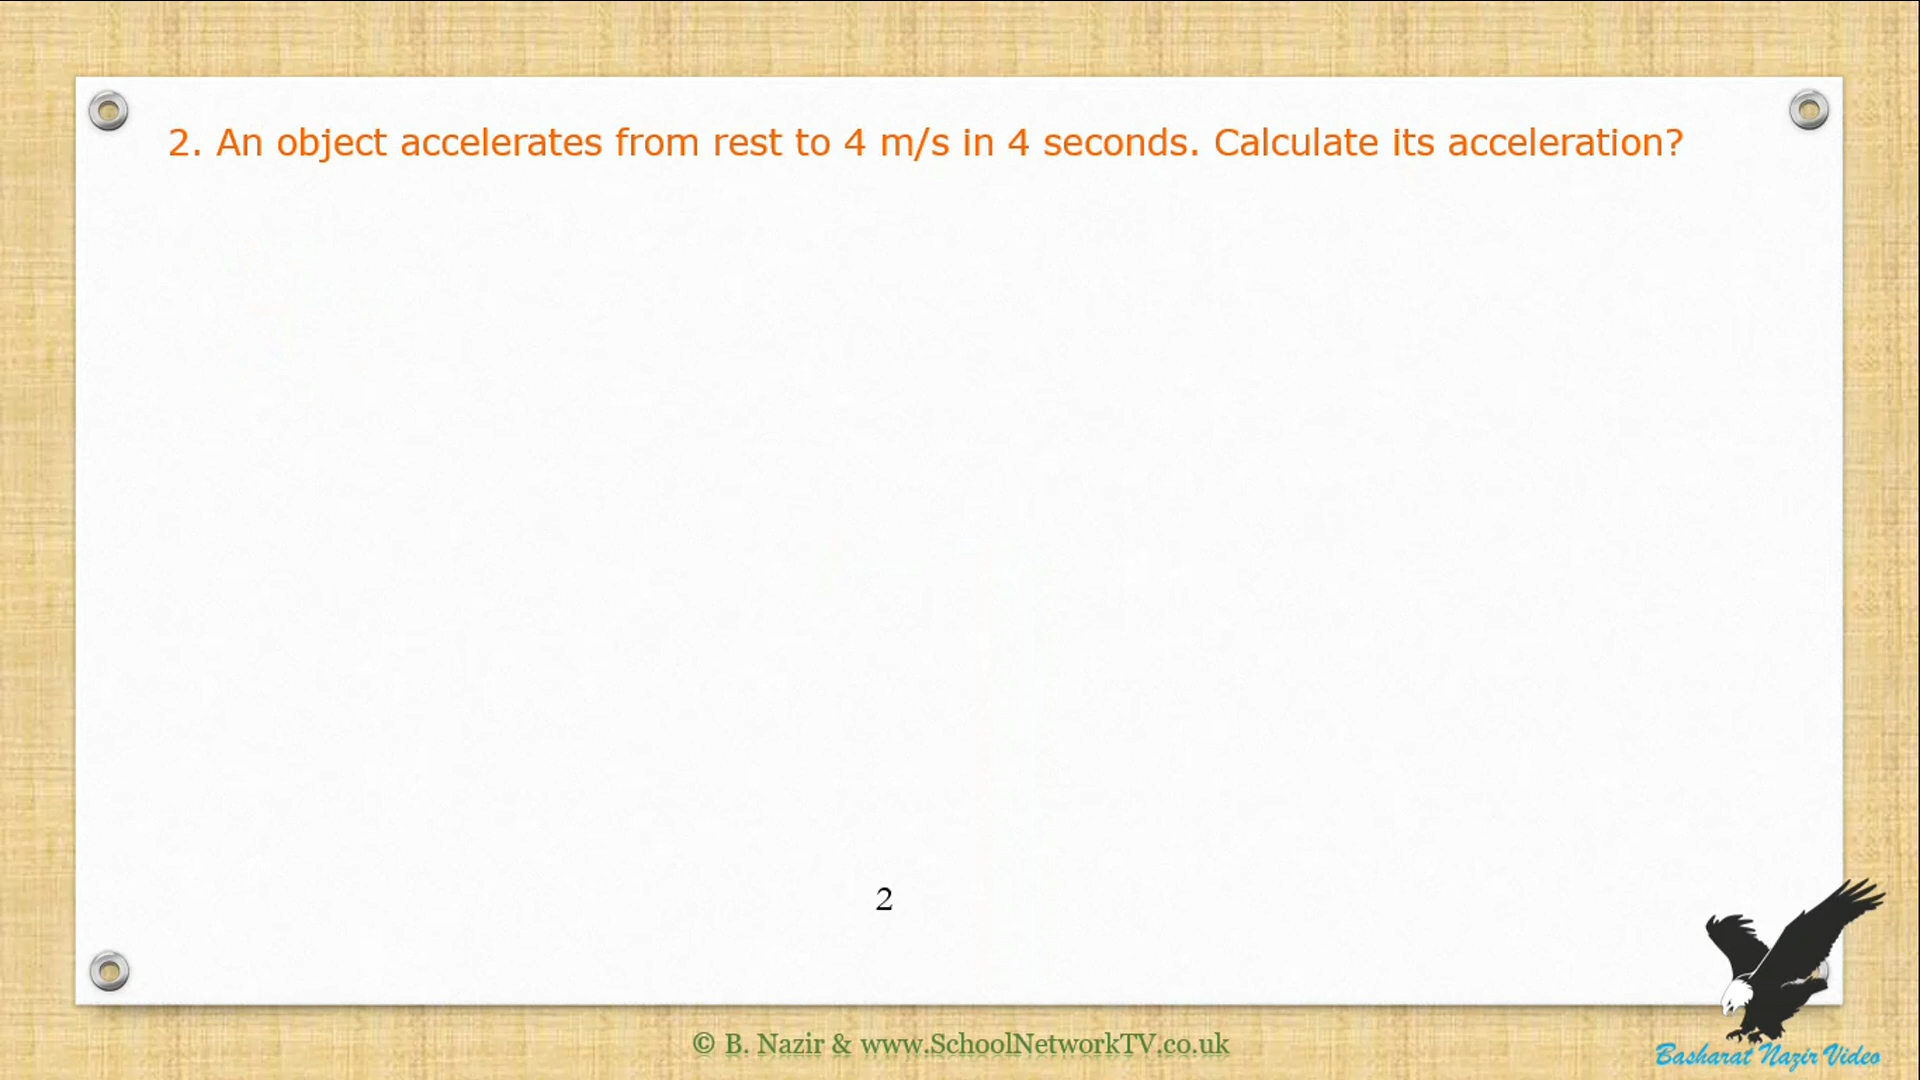 2. An object accelerates from rest to 4 m/s in 4 seconds. Calculate its acceleration?
2
© B. Nazir & www.SchoolNetworkTV.co.uk
Basharat Nazir Video